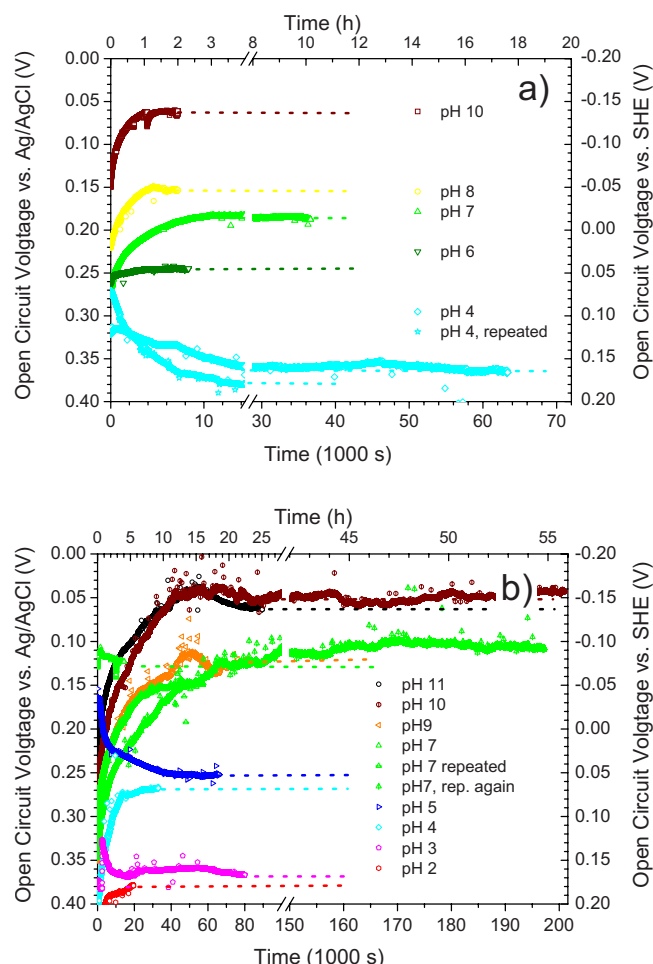 Time (h)
0 1 2 3 8 10 12 14 16 18 20
Open Circuit Volgtage vs. Ag/AgCl (V)
0.00
0.05
0.10
0.15
0.20
0.25
0.30
0.35
0.40
a)
pH 10
pH 8
pH 7
pH 6
pH 4
pH 4, repeated
-0.20
-0.15
-0.10
-0.05
0.00
0.05
0.10
0.15
0.20
Open Circuit Volgtage vs. SHE (V)
0 10 30 40 50 60 70
Time (1000 s)
Time (h)
0 5 10 15 20 25 45 50 55
Open Circuit Volgtage vs. Ag/AgCl (V)
0.00
0.05
0.10
0.15
0.20
0.25
0.30
0.35
0.40
b)
pH 11
pH 10
pH9
pH 7
pH 7 repeated
pH7, rep. again
pH 5
pH 4
pH 3
pH 2
-0.20
-0.15
-0.10
-0.05
0.00
0.05
0.10
0.15
0.20
Open Circuit Volgtage vs. SHE (V)
0 20 40 60 80 150 160 170 180 190 200
Time (1000 s)